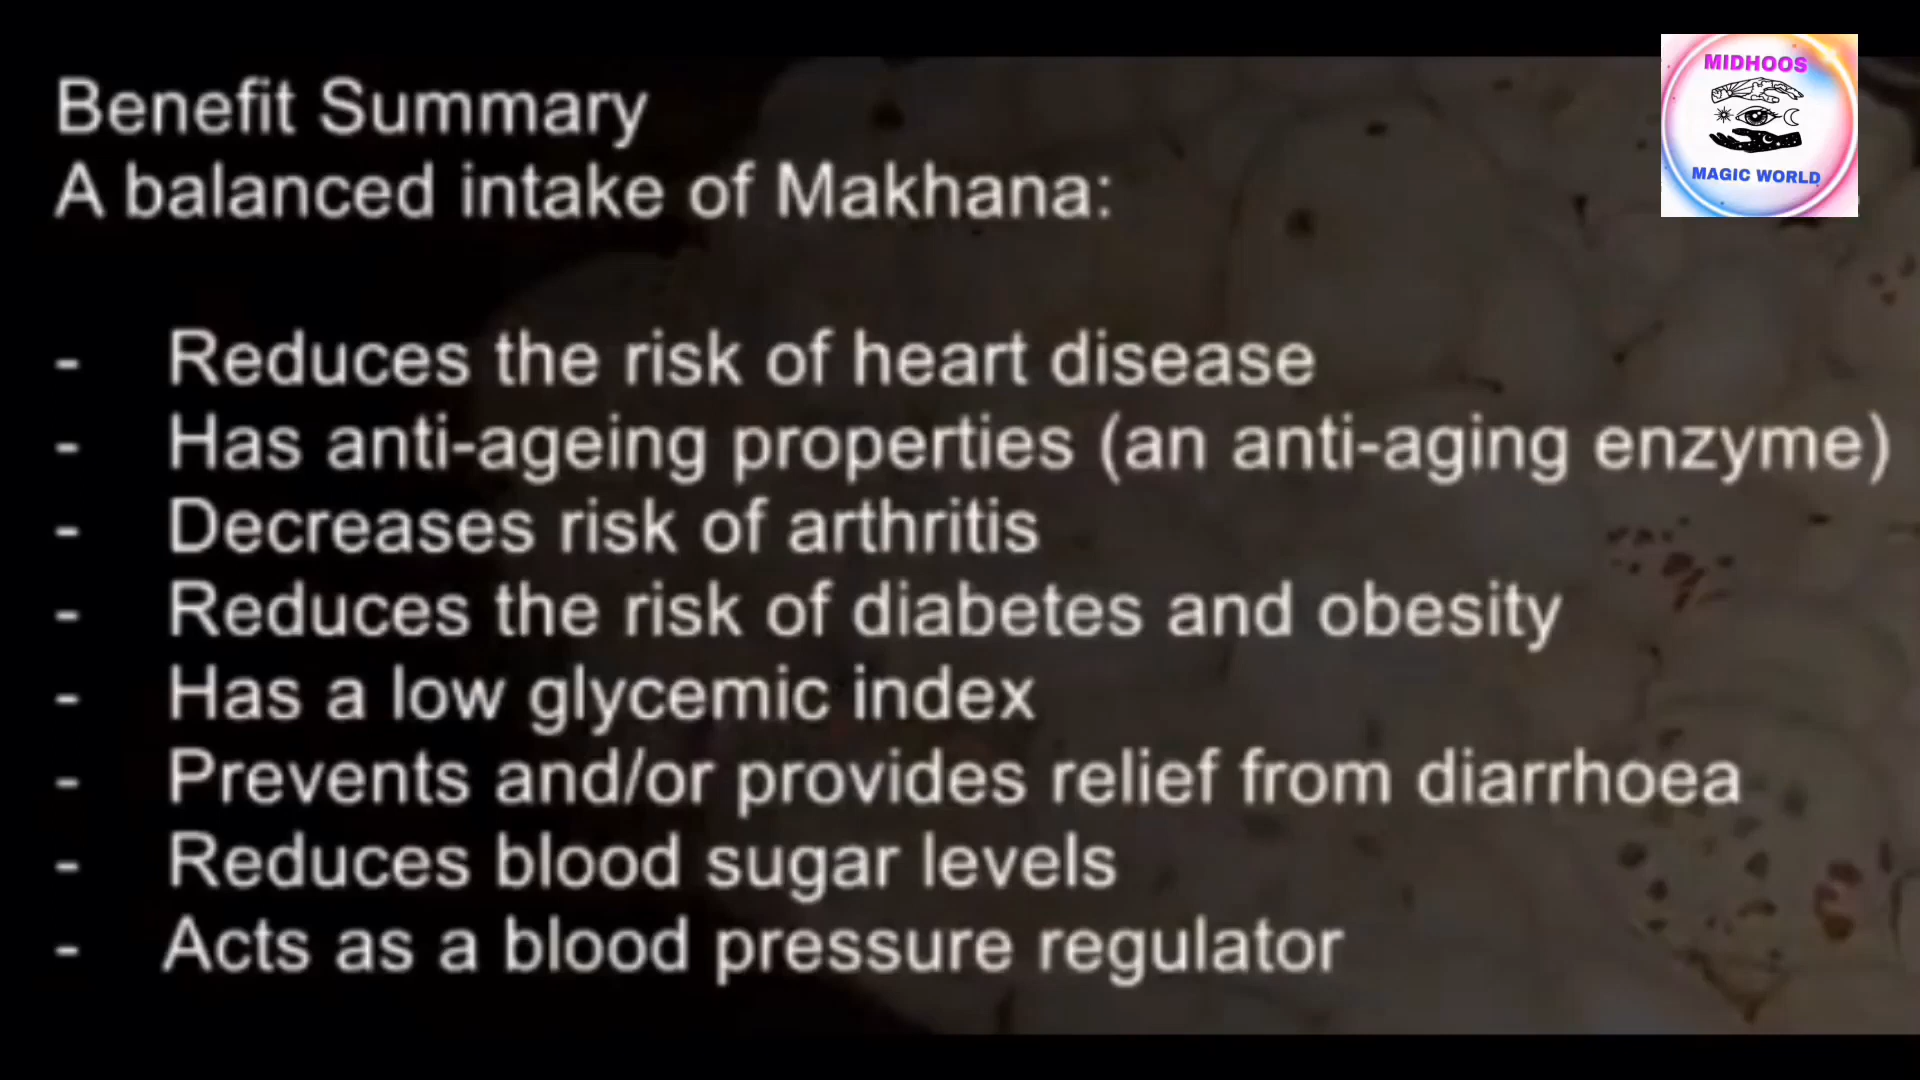 Benefit Summary
A balanced intake of Makhana:
- Reduces the risk of heart disease
- Has anti-ageing properties (an anti-aging enzyme)
- Decreases risk of arthritis
- Reduces the risk of diabetes and obesity
- Has a low glycemic index
- Prevents and/or provides relief from diarrhoea
- Reduces blood sugar levels
- Acts as a blood pressure regulator
MIDHOOS
MAGIC WORLD